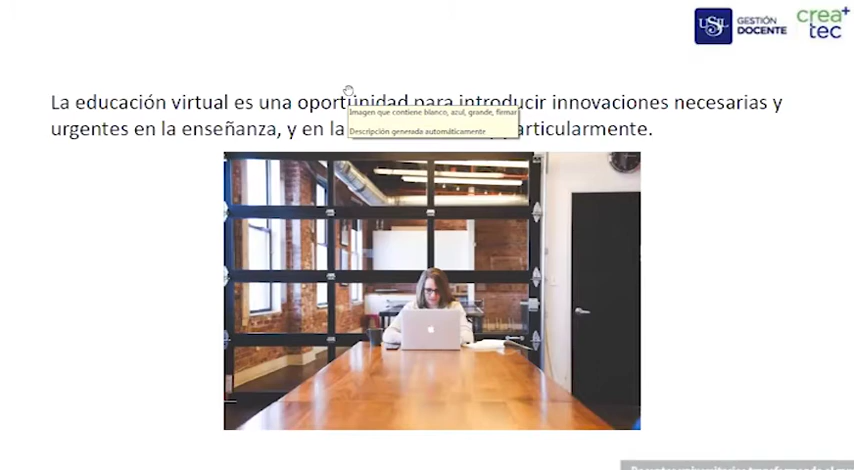 USIL GESTIÓN DOCENTE
crea+ tec
La educación virtual es una oportunidad para introducir innovaciones necesarias y
Imagen que contiene blanco, azul, grande, firmar
urgentes en la enseñanza, y en la particularmente.
Descripción generada automáticamente